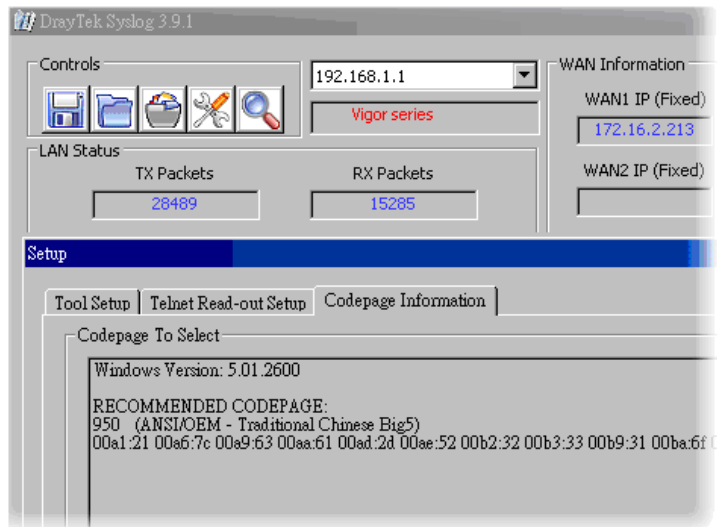 DrayTek Syslog 3.9.1
Controls
192.168.1.1
WAN Information
Vigor series
WAN1 IP (Fixed)
172.16.2.213
LAN Status
TX Packets
RX Packets
WAN2 IP (Fixed)
28489
15285
Setup
Tool Setup
Telnet Read-out Setup
Codepage Information
Codepage To Select
Windows Version: 5.01.2600
RECOMMENDED CODEPAGE:
950 (ANSI/OEM - Traditional Chinese Big5)
00a1:21 00a6:7c 00a9:63 00aa:61 00ad:2d 00ae:52 00b2:32 00b3:33 00b9:31 00ba:6f